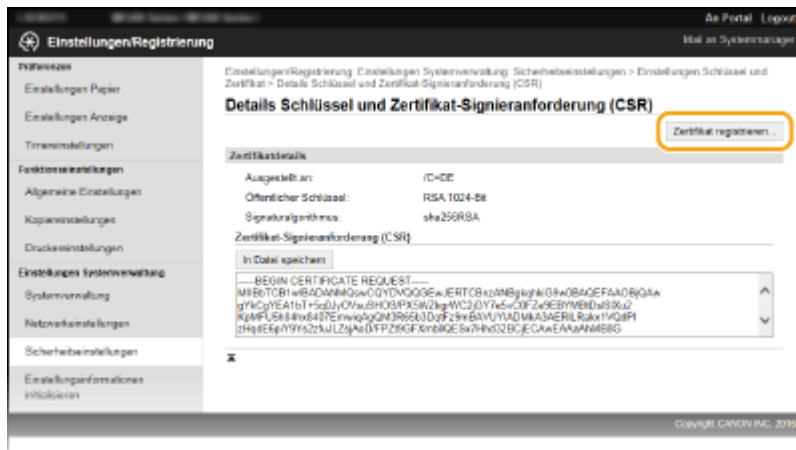 An Portal Logout
Einstellungen/Registrierung
Mail an Systemmanager
Präferenzen
Einstellungen Papier
Einstellungen Anzeige
Timereinstellungen
Funktionseinstellungen
Allgemeine Einstellungen
Kopiereinstellungen
Druckereinstellungen
Einstellungen Systemverwaltung
Systemverwaltung
Netzwerkeinstellungen
Sicherheitseinstellungen
Einstellungsinformationen
initialisieren
Einstellungen/Registrierung: Einstellungen Systemverwaltung: Sicherheitseinstellungen > Einstellungen Schlüssel und
Zertifikat > Details Schlüssel und Zertifikat-Signieranforderung (CSR)
Details Schlüssel und Zertifikat-Signieranforderung (CSR)
Zertifikat registrieren...
Zertifikatdetails
Ausgestellt an: /C=DE
Öffentlicher Schlüssel: RSA 1024-Bit
Signaturalgorithmus: sha256RSA
Zertifikat-Signieranforderung (CSR)
In Datei speichern
-----BEGIN CERTIFICATE REQUEST-----
Copyright CANON INC. 2016